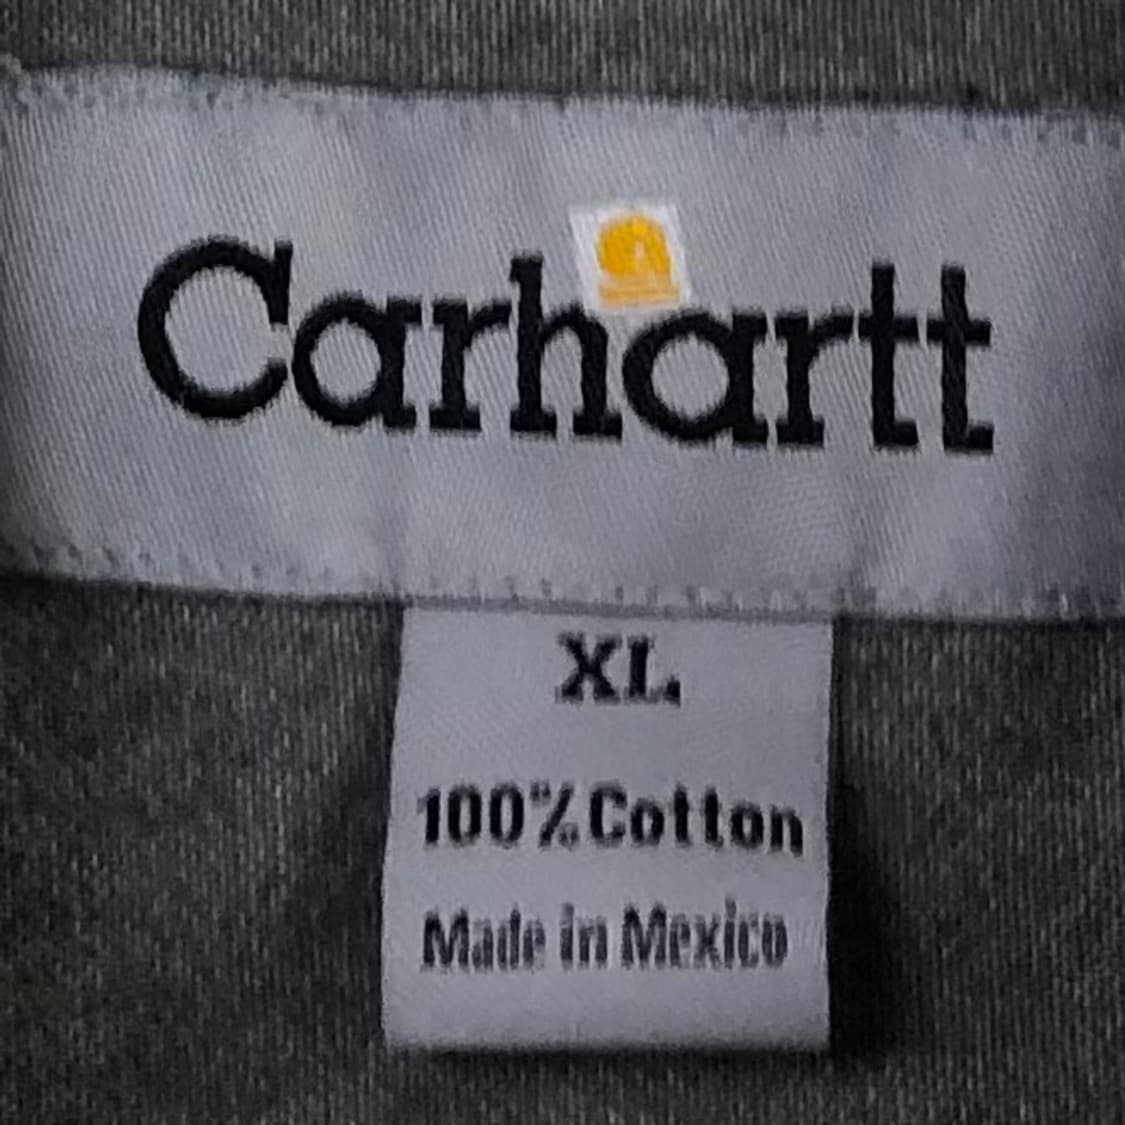 Carhartt
XL
100% Cotton
Made in Mexico